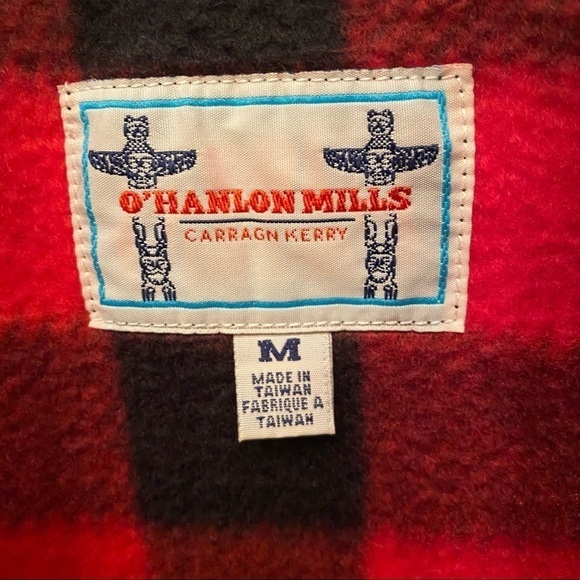 O'HANLON MILLS
CARRAGN KERRY
M
MADE IN
TAIWAN
FABRIQUE A
TAIWAN